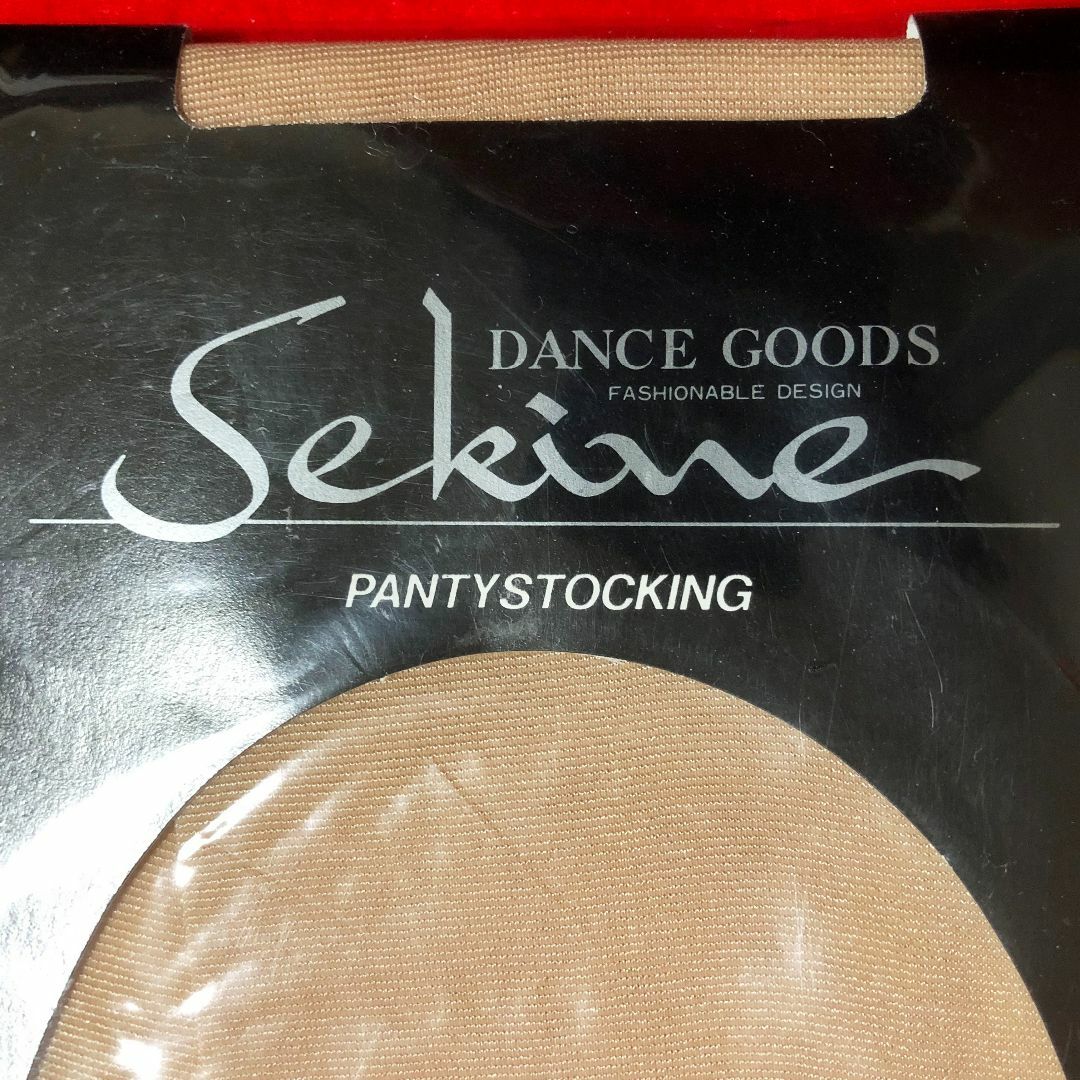 DANCE GOODS
FASHIONABLE DESIGN
Sekine
PANTYSTOCKING